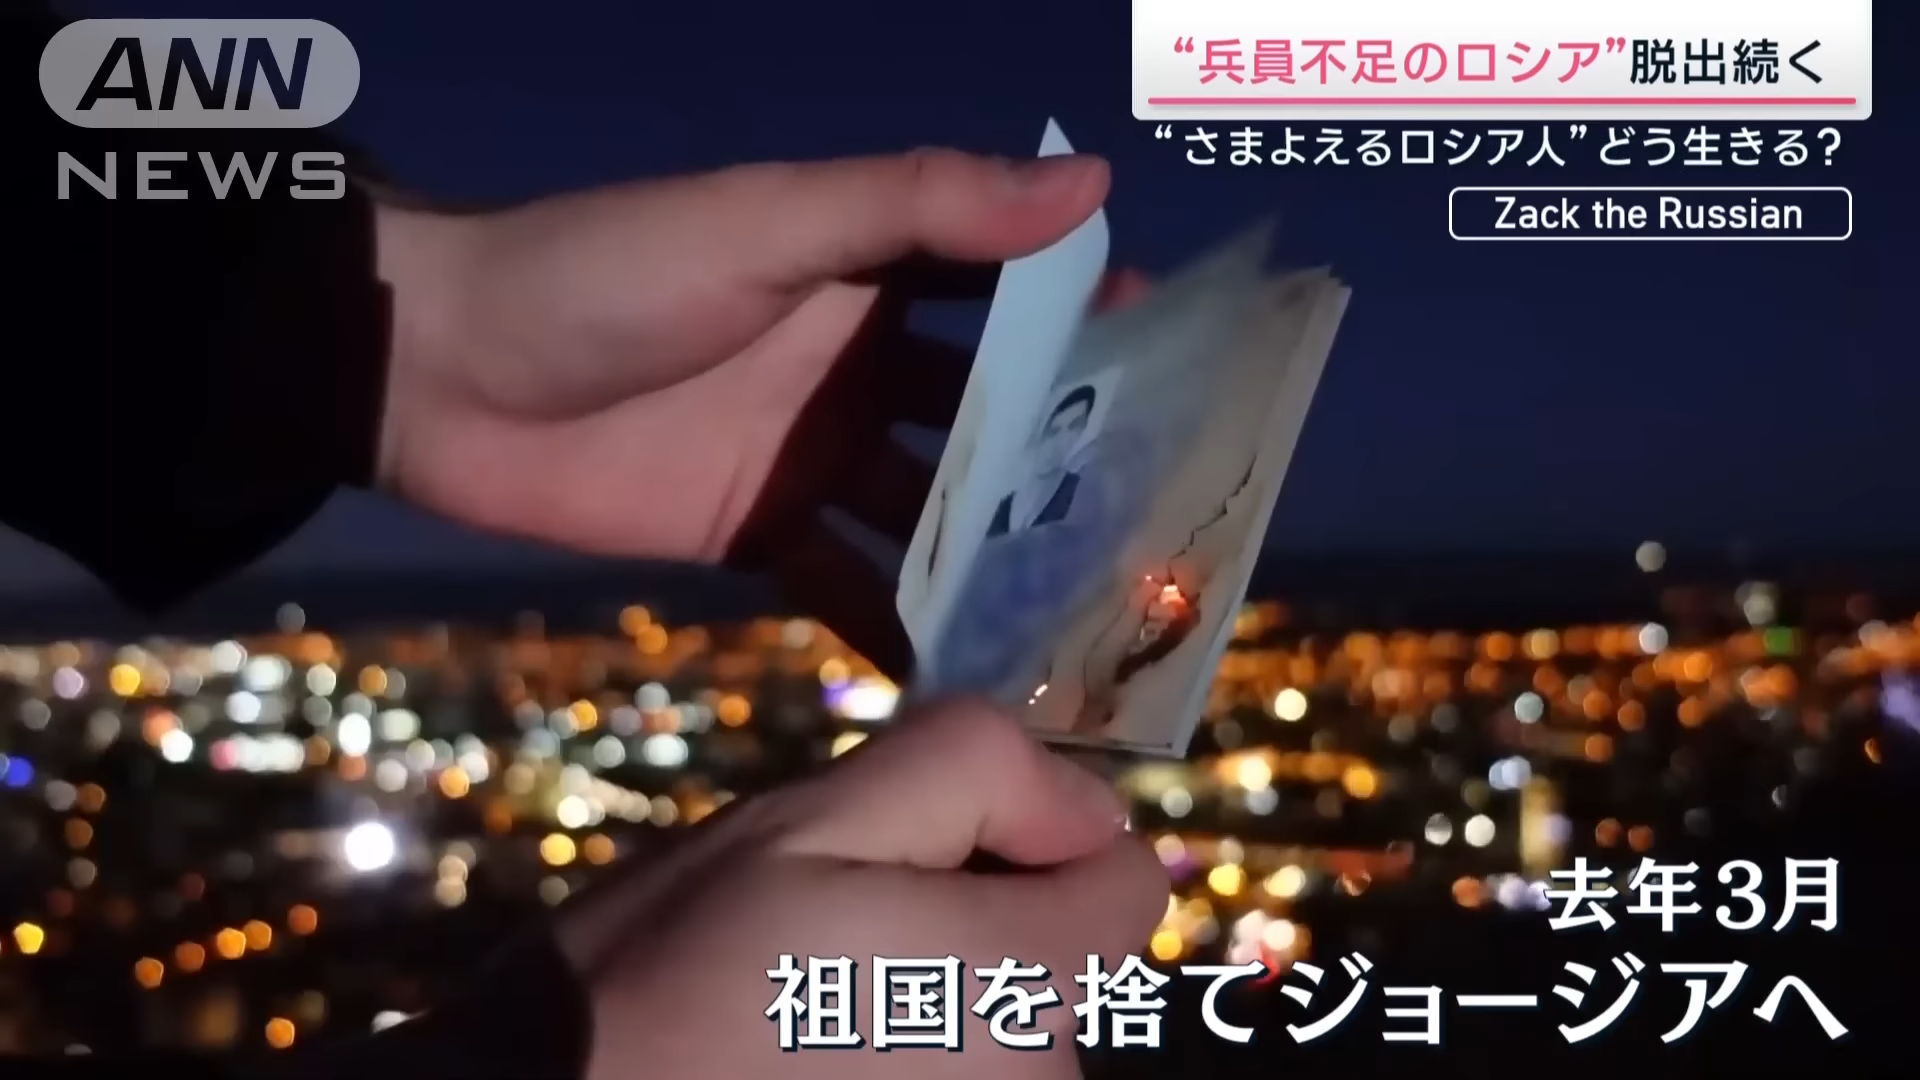 ANN
NEWS
“兵員不足のロシア”脱出続く
“さまよえるロシア人”どう生きる？
Zack the Russian
去年3月
祖国を捨てジョージアへ